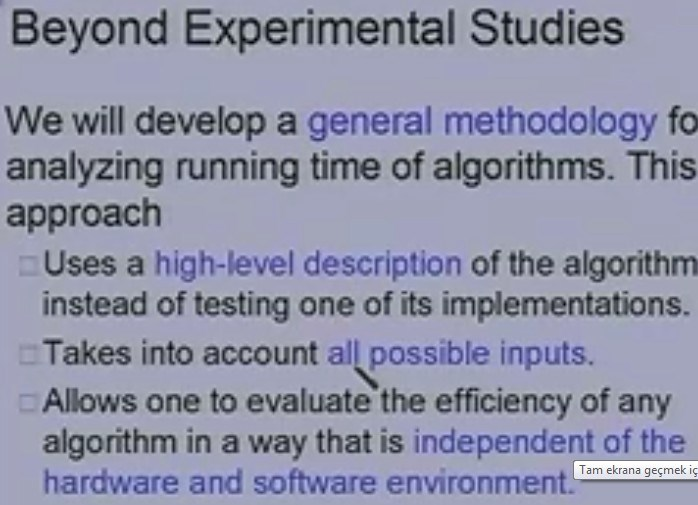 Beyond Experimental Studies
We will develop a general methodology fo
analyzing running time of algorithms. This
approach
Uses a high-level description of the algorithm
instead of testing one of its implementations.
Takes into account all possible inputs.
Allows one to evaluate the efficiency of any
algorithm in a way that is independent of the
hardware and software environment.
Tam ekrana geçmek iç